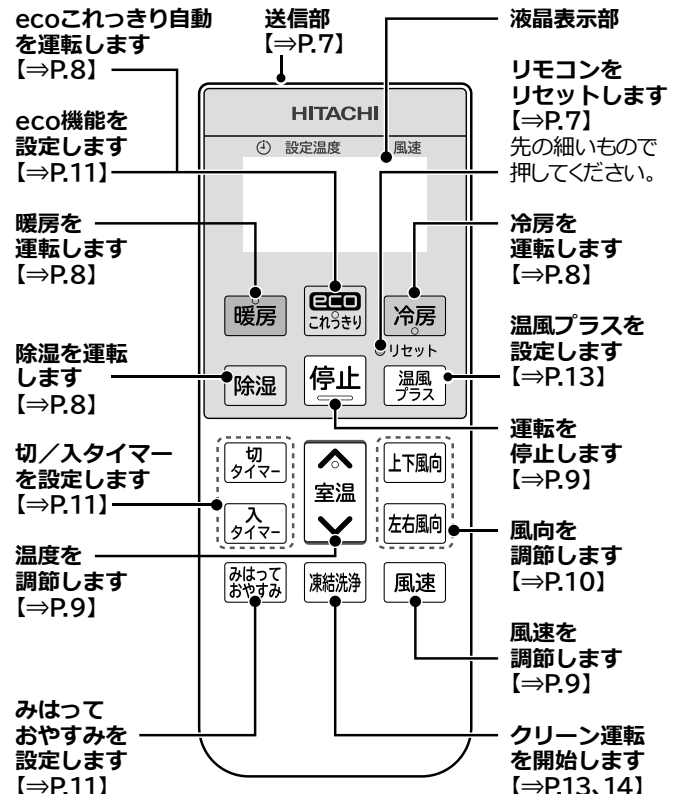 ecoこれっきり自動
を運転します
【⇒P.8】
eco機能を
設定します
【⇒P.11】
暖房を
運転します
【⇒P.8】
除湿を運転
します
【⇒P.8】
切／入タイマー
を設定します
【⇒P.11】
温度を
調節します
【⇒P.9】
みはって
おやすみを
設定します
【⇒P.11】
送信部
【⇒P.7】
HITACHI
設定温度
風速
暖房
eco
これっきり
冷房
リセット
除湿
停止
温風
プラス
切
タイマー
室温
上下風向
入
タイマー
左右風向
みはって
おやすみ
凍結洗浄
風速
液晶表示部
リモコンを
リセットします
【⇒P.7】
先の細いもので
押してください。
冷房を
運転します
【⇒P.8】
温風プラスを
設定します
【⇒P.13】
運転を
停止します
【⇒P.9】
風向を
調節します
【⇒P.10】
風速を
調節します
【⇒P.9】
クリーン運転
を開始します
【⇒P.13、14】